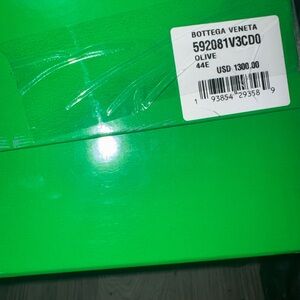 BOTTEGA VENETA
592081V3CD0
OLIVE
44E
USD 1300.00
1 93854 29358 9